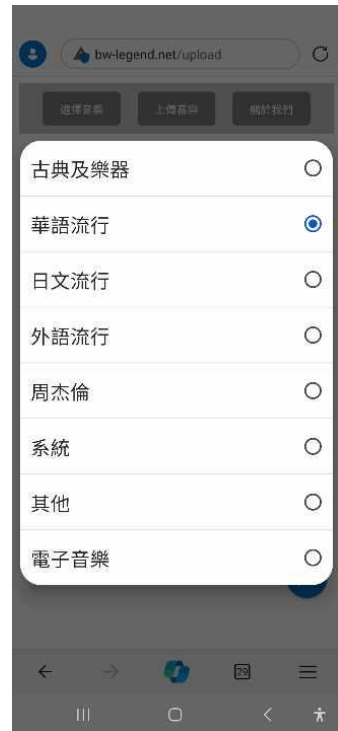 bw-legend.net/upload
選擇音樂 上傳音樂 關於我們
古典及樂器
華語流行
日文流行
外語流行
周杰倫
系統
其他
電子音樂
29